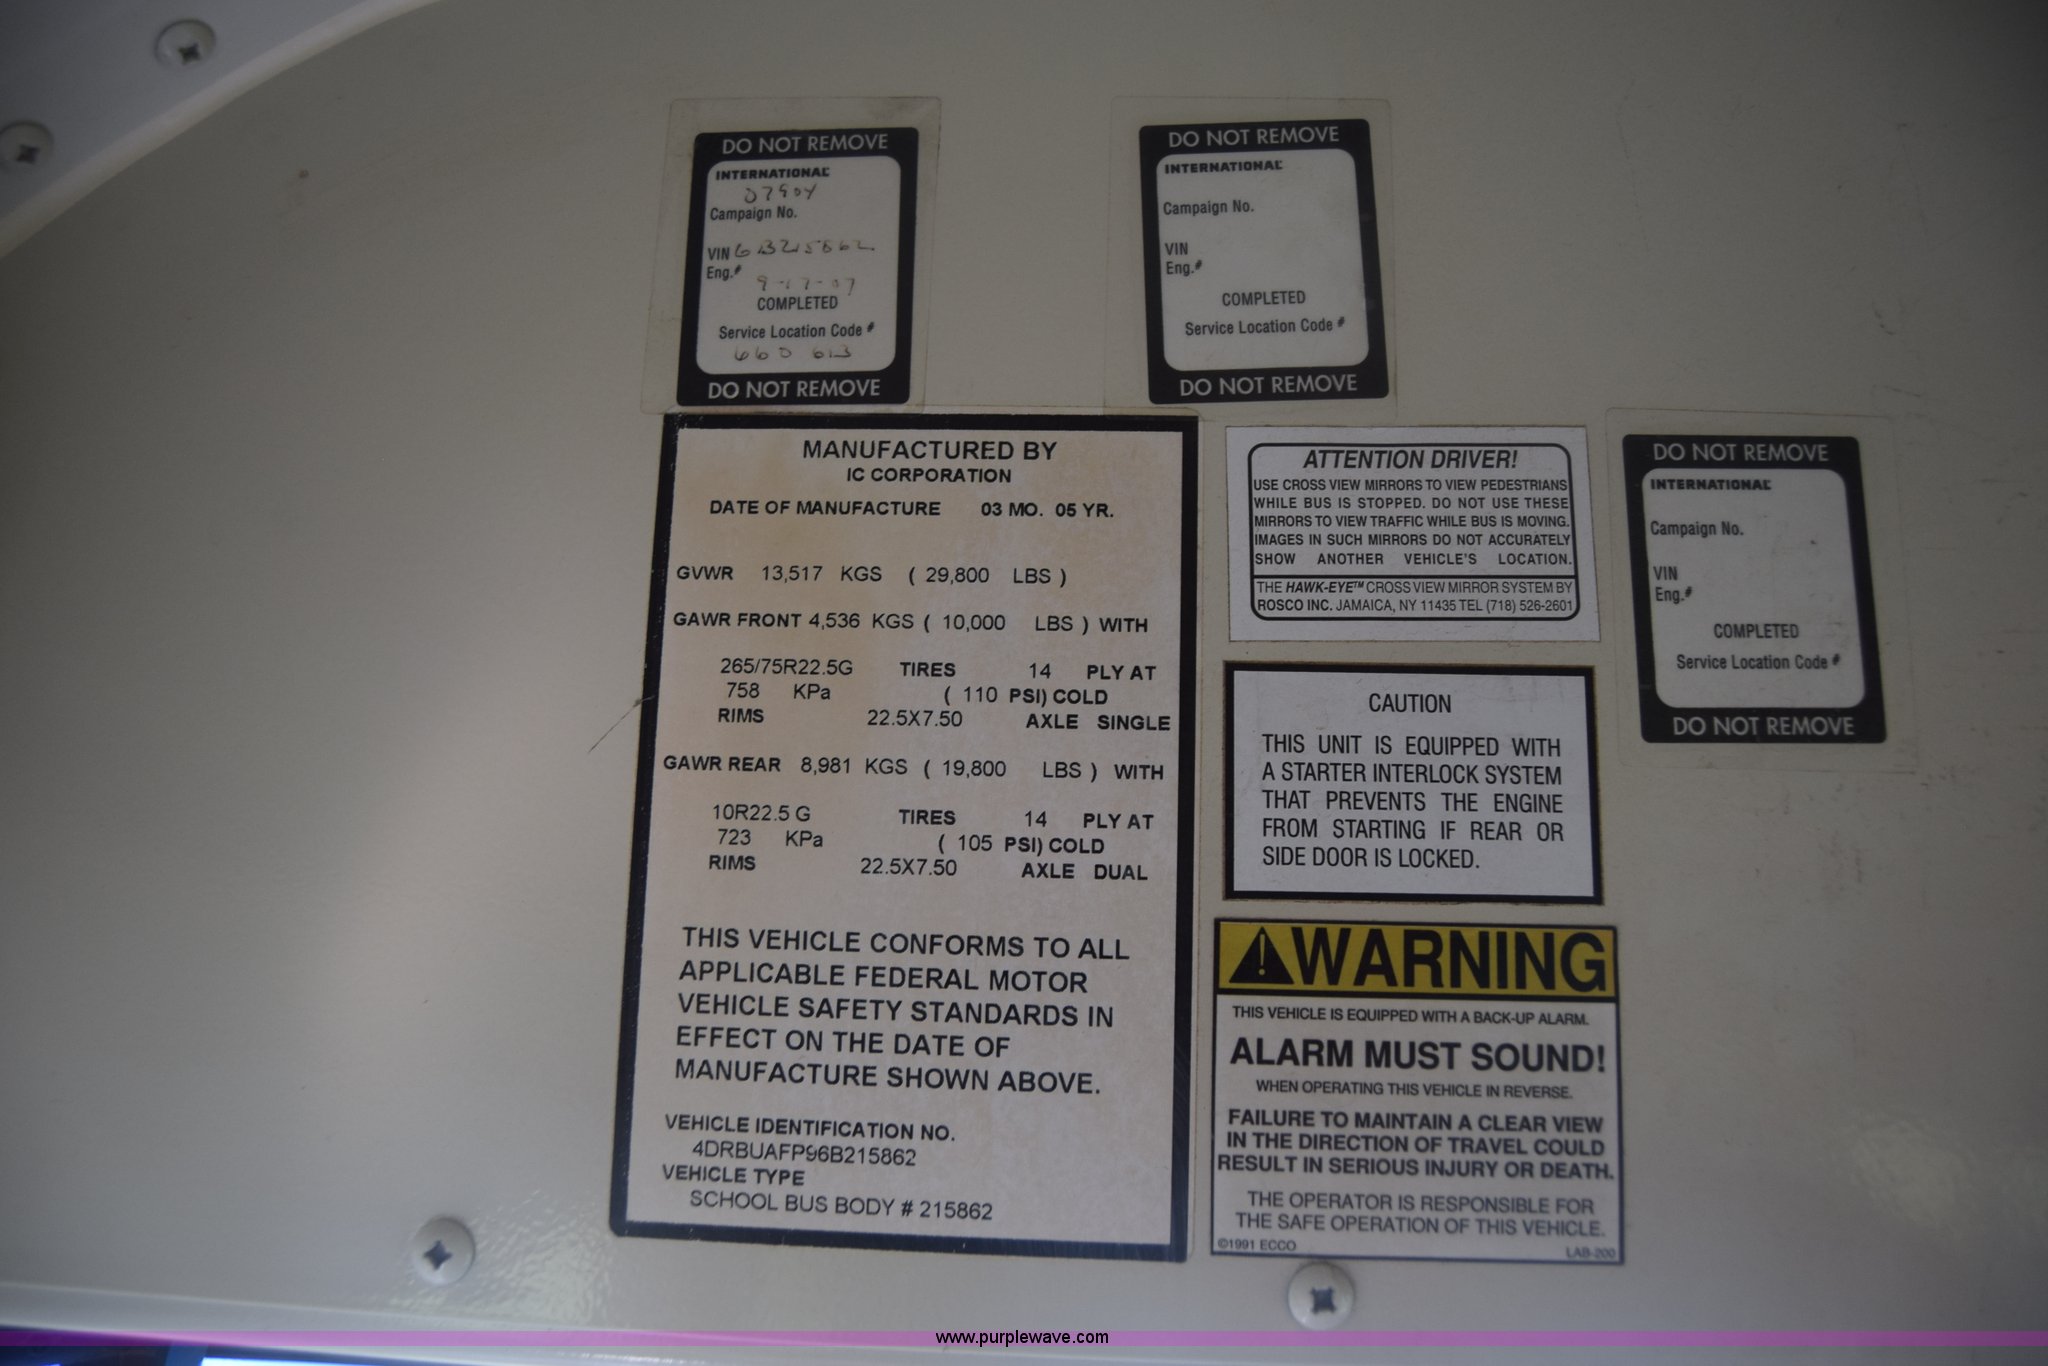 DO NOT REMOVE
INTERNATIONAL
07904
Campaign No.
VIN 6B215862
Eng.#
9-17-07
COMPLETED
Service Location Code #
660 613
DO NOT REMOVE
DO NOT REMOVE
INTERNATIONAL
Campaign No.
VIN
Eng.#
COMPLETED
Service Location Code #
DO NOT REMOVE
MANUFACTURED BY
IC CORPORATION
DATE OF MANUFACTURE 03 MO. 05 YR.
GVWR 13,517 KGS ( 29,800 LBS )
GAWR FRONT 4,536 KGS ( 10,000 LBS ) WITH
265/75R22.5G TIRES 14 PLY AT
758 KPa ( 110 PSI) COLD
RIMS 22.5X7.50 AXLE SINGLE
GAWR REAR 8,981 KGS ( 19,800 LBS ) WITH
10R22.5 G TIRES 14 PLY AT
723 KPa ( 105 PSI) COLD
RIMS 22.5X7.50 AXLE DUAL
THIS VEHICLE CONFORMS TO ALL
APPLICABLE FEDERAL MOTOR
VEHICLE SAFETY STANDARDS IN
EFFECT ON THE DATE OF
MANUFACTURE SHOWN ABOVE.
VEHICLE IDENTIFICATION NO.
4DRBUAFP96B215862
VEHICLE TYPE
SCHOOL BUS BODY # 215862
ATTENTION DRIVER!
USE CROSS VIEW MIRRORS TO VIEW PEDESTRIANS
WHILE BUS IS STOPPED. DO NOT USE THESE
MIRRORS TO VIEW TRAFFIC WHILE BUS IS MOVING.
IMAGES IN SUCH MIRRORS DO NOT ACCURATELY
SHOW ANOTHER VEHICLE'S LOCATION.
THE HAWK-EYE™ CROSS VIEW MIRROR SYSTEM BY
ROSCO INC. JAMAICA, NY 11435 TEL (718) 526-2601
CAUTION
THIS UNIT IS EQUIPPED WITH
A STARTER INTERLOCK SYSTEM
THAT PREVENTS THE ENGINE
FROM STARTING IF REAR OR
SIDE DOOR IS LOCKED.
WARNING
THIS VEHICLE IS EQUIPPED WITH A BACK-UP ALARM.
ALARM MUST SOUND!
WHEN OPERATING THIS VEHICLE IN REVERSE.
FAILURE TO MAINTAIN A CLEAR VIEW
IN THE DIRECTION OF TRAVEL COULD
RESULT IN SERIOUS INJURY OR DEATH.
THE OPERATOR IS RESPONSIBLE FOR
THE SAFE OPERATION OF THIS VEHICLE.
©1991 ECCO LAB-200
DO NOT REMOVE
INTERNATIONAL
Campaign No.
VIN
Eng.#
COMPLETED
Service Location Code #
DO NOT REMOVE
www.purplewave.com